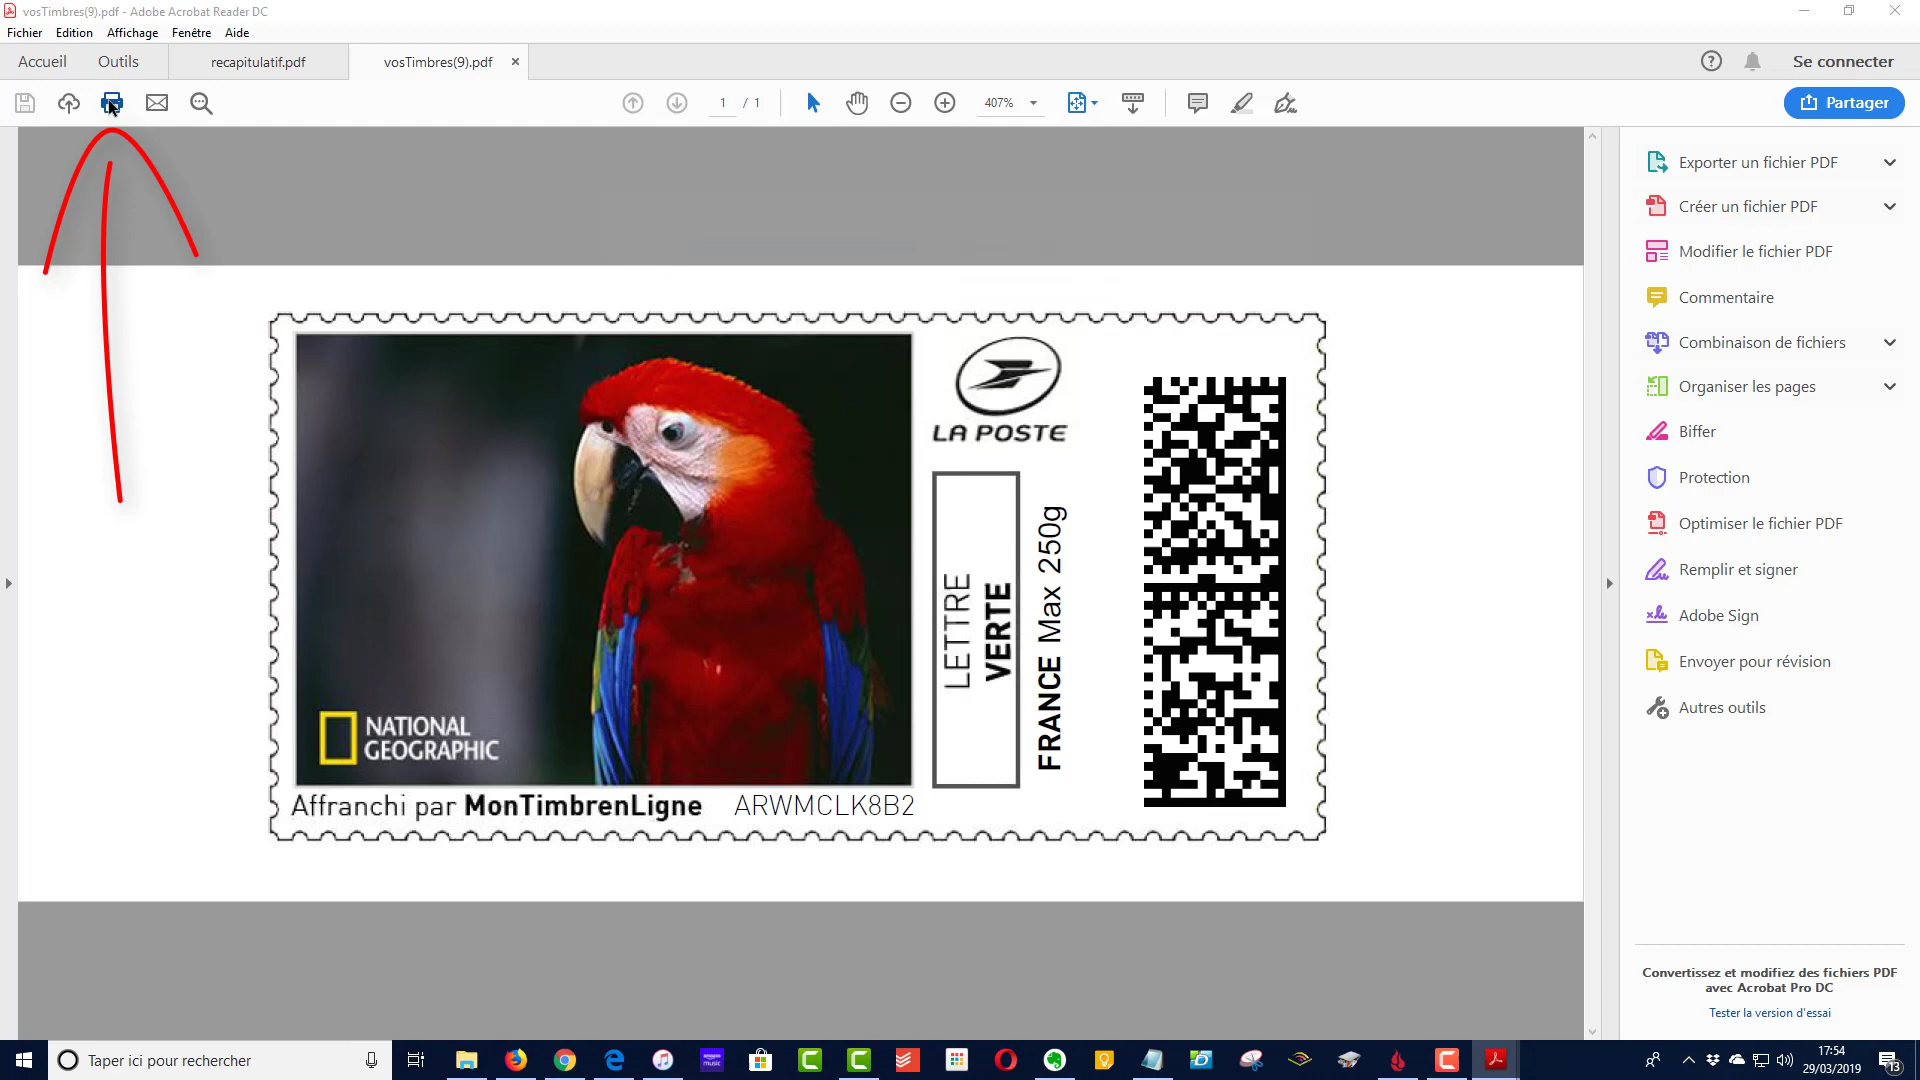 vosTimbres(9).pdf - Adobe Acrobat Reader DC
Fichier Edition Affichage Fenêtre Aide
Accueil Outils recapitulatif.pdf vosTimbres(9).pdf × Se connecter
1 / 1 407% Partager
Exporter un fichier PDF
Créer un fichier PDF
Modifier le fichier PDF
Commentaire
Combinaison de fichiers
Organiser les pages
Biffer
Protection
Optimiser le fichier PDF
Remplir et signer
Adobe Sign
Envoyer pour révision
Autres outils
LA POSTE
LETTRE
VERTE
FRANCE Max 250g
NATIONAL
GEOGRAPHIC
Affranchi par MonTimbrenLigne ARWMCLK8B2
Convertissez et modifiez des fichiers PDF
avec Acrobat Pro DC
Tester la version d'essai
Taper ici pour rechercher
17:54
29/03/2019
13